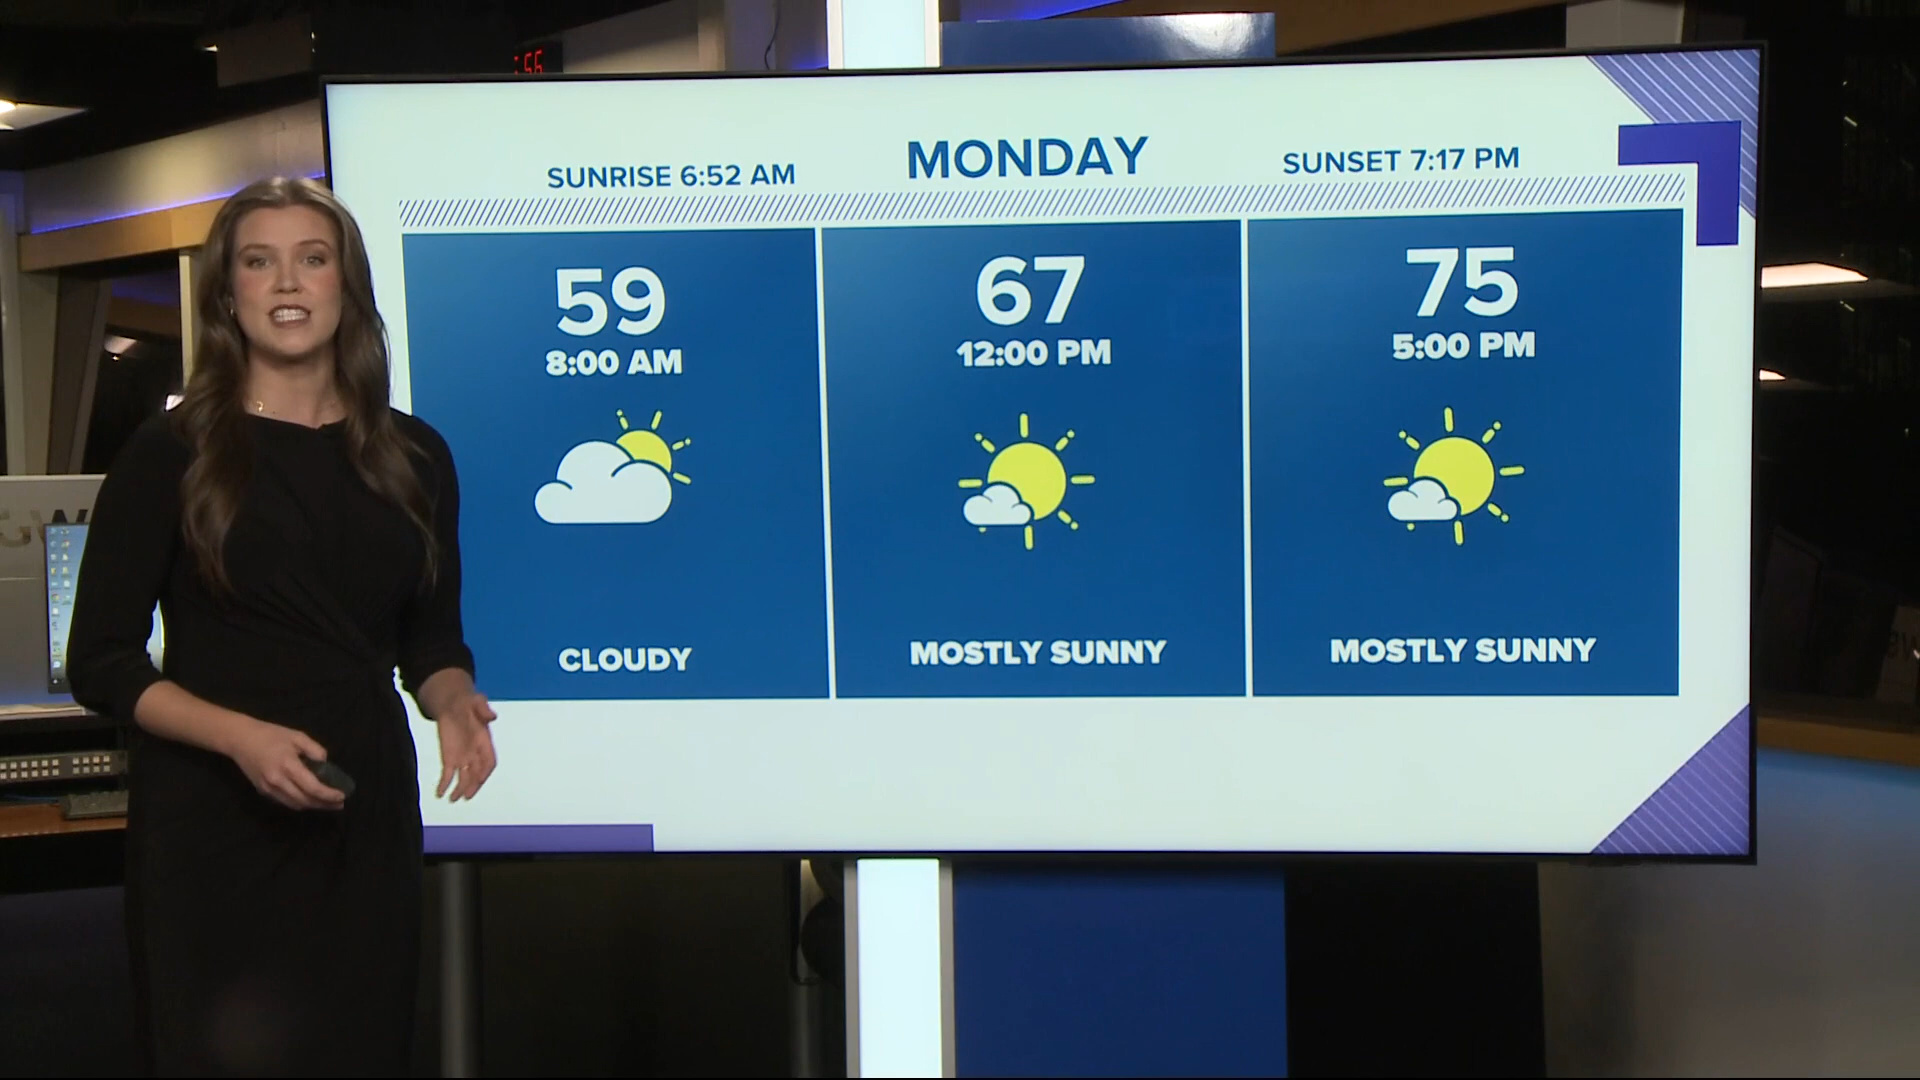 :56
SUNRISE 6:52 AM
MONDAY
SUNSET 7:17 PM
59
8:00 AM
CLOUDY
67
12:00 PM
MOSTLY SUNNY
75
5:00 PM
MOSTLY SUNNY